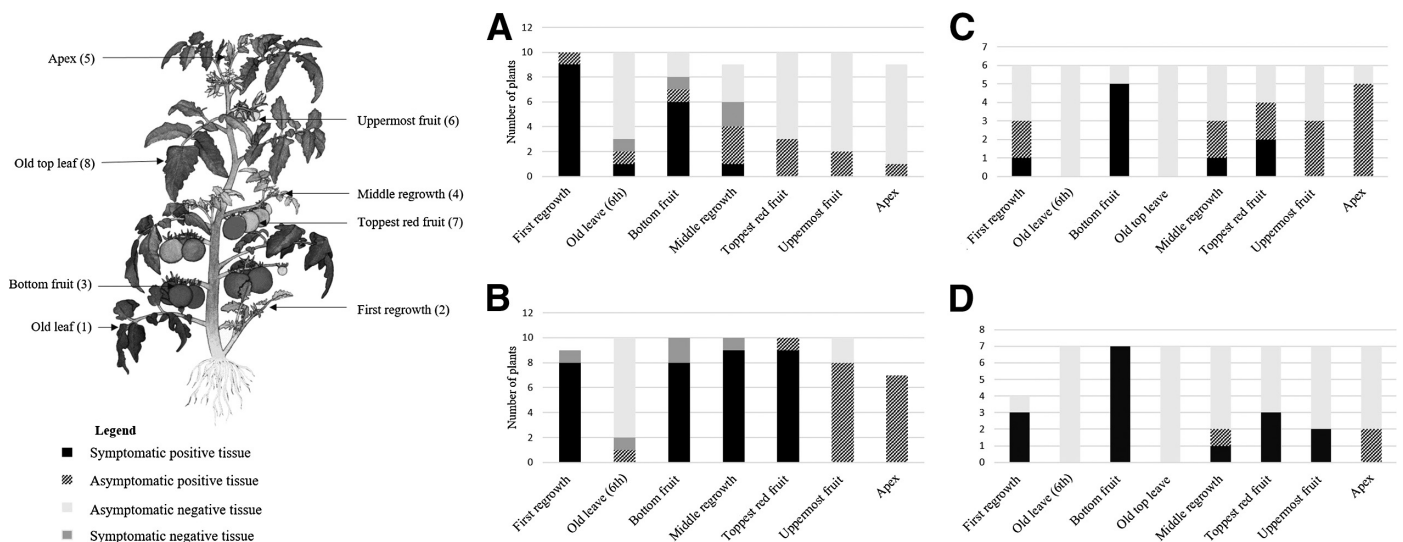 Apex (5)
Uppermost fruit (6)
Old top leaf (8)
Middle regrowth (4)
Toppest red fruit (7)
Bottom fruit (3)
First regrowth (2)
Old leaf (1)
Legend
Symptomatic positive tissue
Asymptomatic positive tissue
Asymptomatic negative tissue
Symptomatic negative tissue
A
Number of plants
12
10
8
6
4
2
0
First regrowth
Old leave (6th)
Bottom fruit
Middle regrowth
Toppest red fruit
Uppermost fruit
Apex
B
Number of plants
12
10
8
6
4
2
0
First regrowth
Old leave (6th)
Bottom fruit
Middle regrowth
Toppest red fruit
Uppermost fruit
Apex
C
7
6
5
4
3
2
1
0
First regrowth
Old leave (6th)
Bottom fruit
Old top leave
Middle regrowth
Toppest red fruit
Uppermost fruit
Apex
D
8
7
6
5
4
3
2
1
0
First regrowth
Old leave (6th)
Bottom fruit
Old top leave
Middle regrowth
Toppest red fruit
Uppermost fruit
Apex